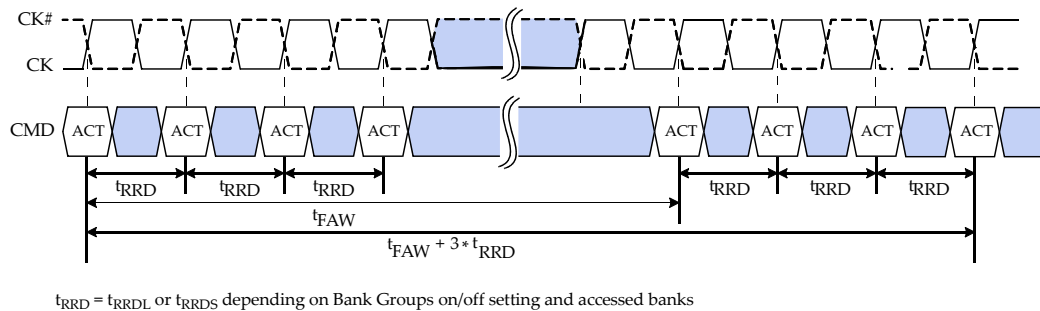 CK#
CK
CMD ACT ACT ACT ACT ACT ACT ACT ACT
tRRD tRRD tRRD tRRD tRRD tRRD
tFAW
tFAW + 3 * tRRD
tRRD = tRRDL or tRRDS depending on Bank Groups on/off setting and accessed banks